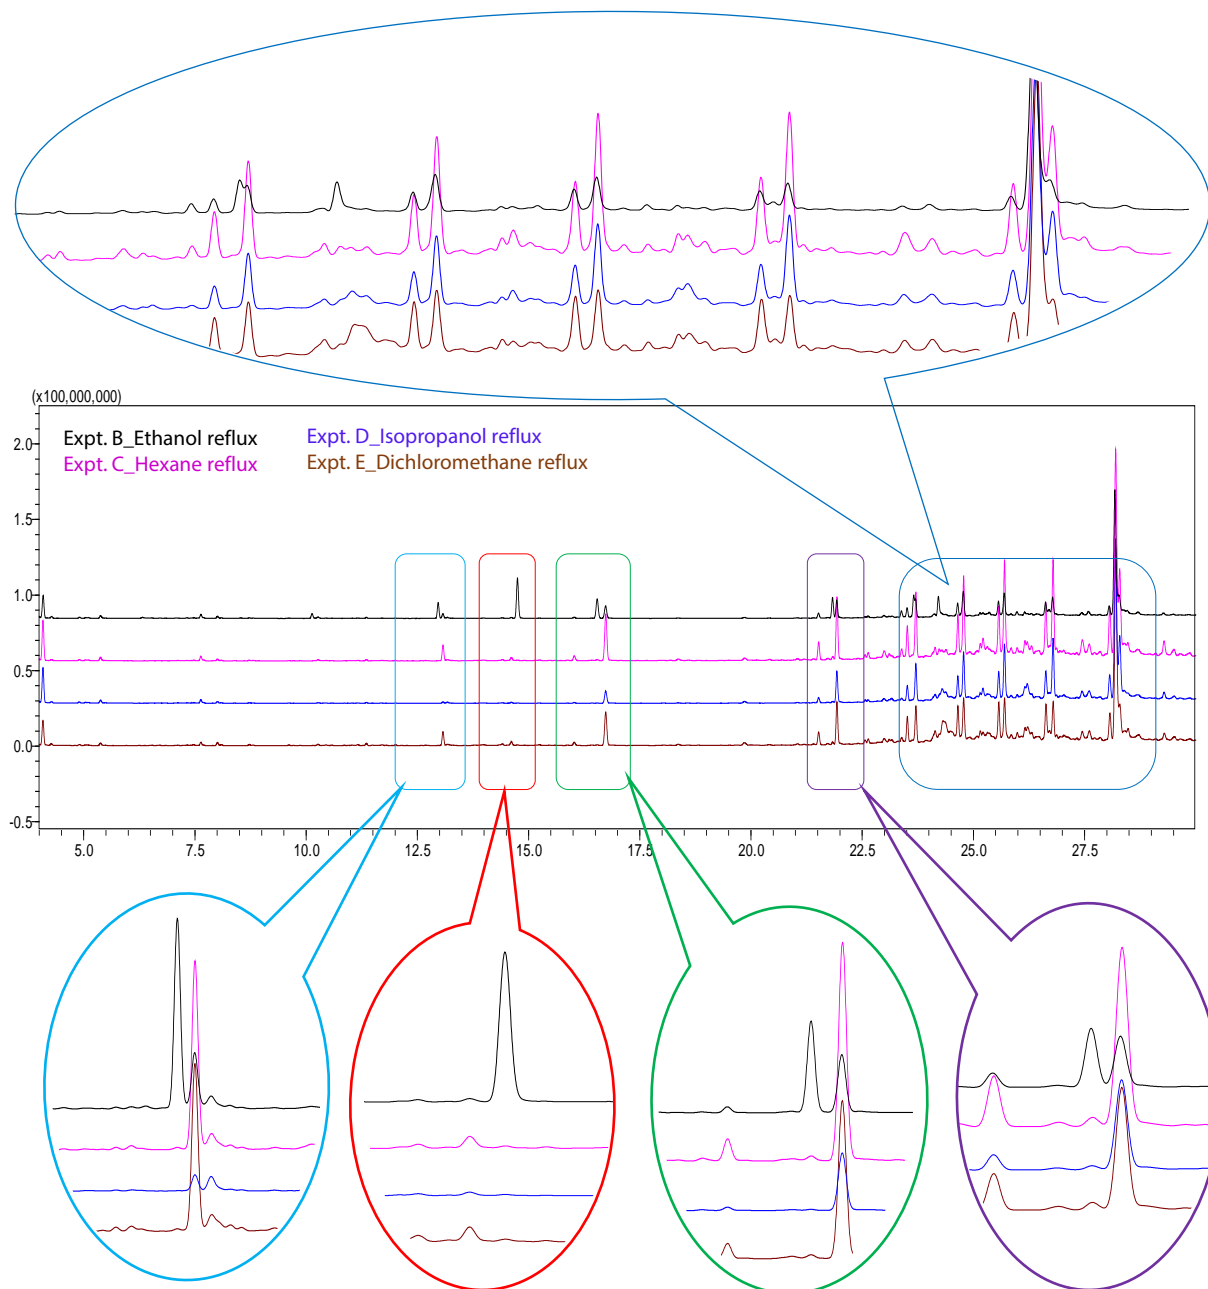 (x100,000,000)
Expt. B_Ethanol reflux
Expt. D_Isopropanol reflux
Expt. C_Hexane reflux
Expt. E_Dichloromethane reflux
2.0
1.5
1.0
0.5
0.0
-0.5
5.0 7.5 10.0 12.5 15.0 17.5 20.0 22.5 25.0 27.5